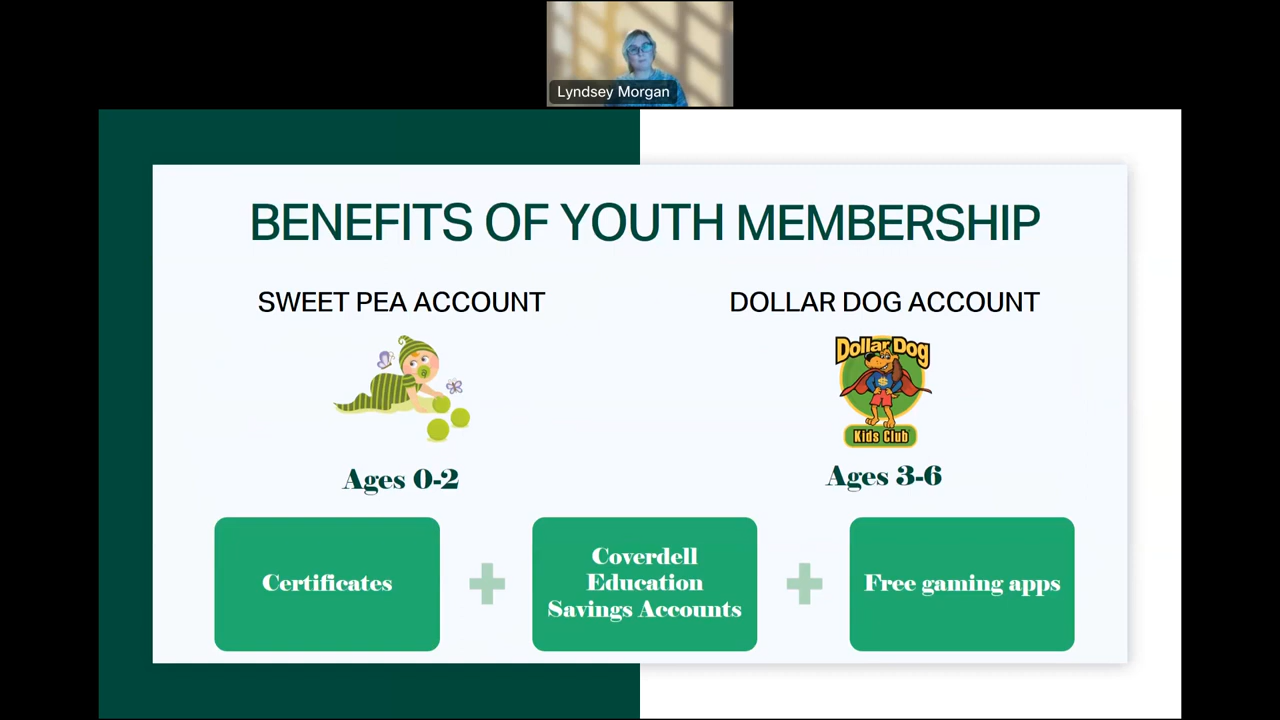 Lyndsey Morgan
BENEFITS OF YOUTH MEMBERSHIP
SWEET PEA ACCOUNT
DOLLAR DOG ACCOUNT
Dollar Dog
Kids Club
Ages 0-2
Ages 3-6
Certificates
Coverdell
Education
Savings Accounts
Free gaming apps